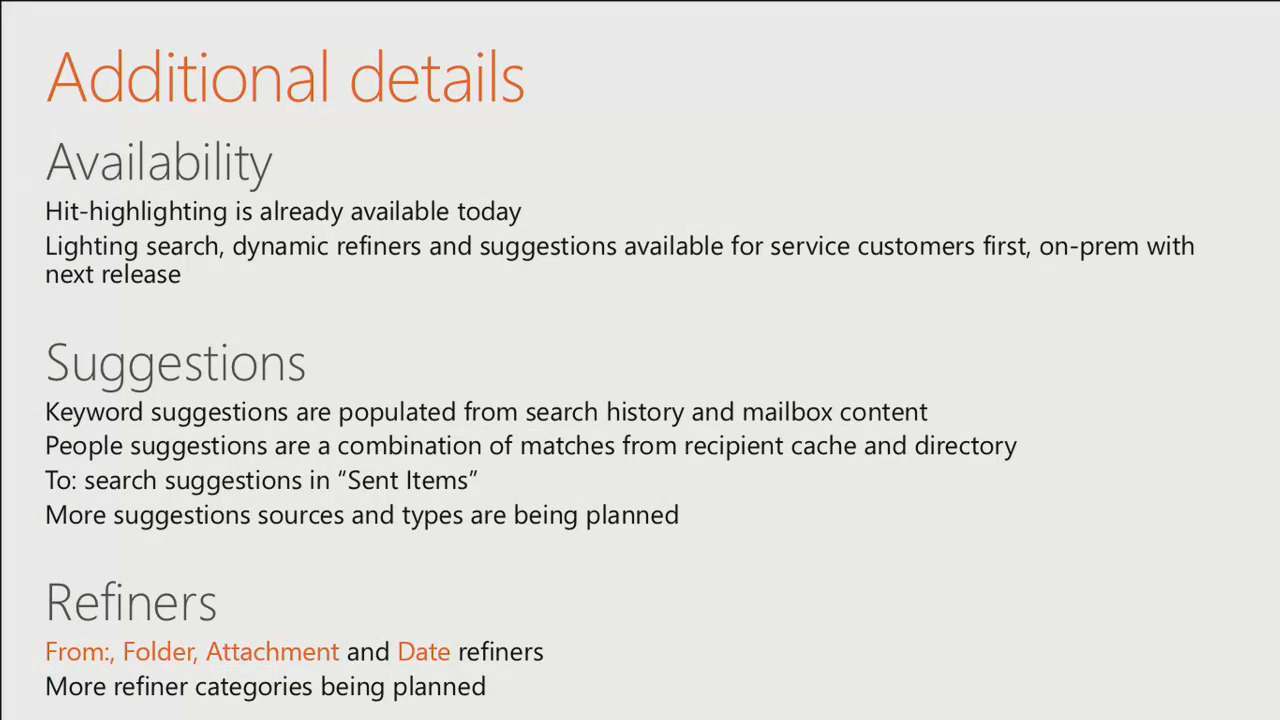 Additional details
Availability
Hit-highlighting is already available today
Lighting search, dynamic refiners and suggestions available for service customers first, on-prem with
next release
Suggestions
Keyword suggestions are populated from search history and mailbox content
People suggestions are a combination of matches from recipient cache and directory
To: search suggestions in “Sent Items”
More suggestions sources and types are being planned
Refiners
From:, Folder, Attachment and Date refiners
More refiner categories being planned